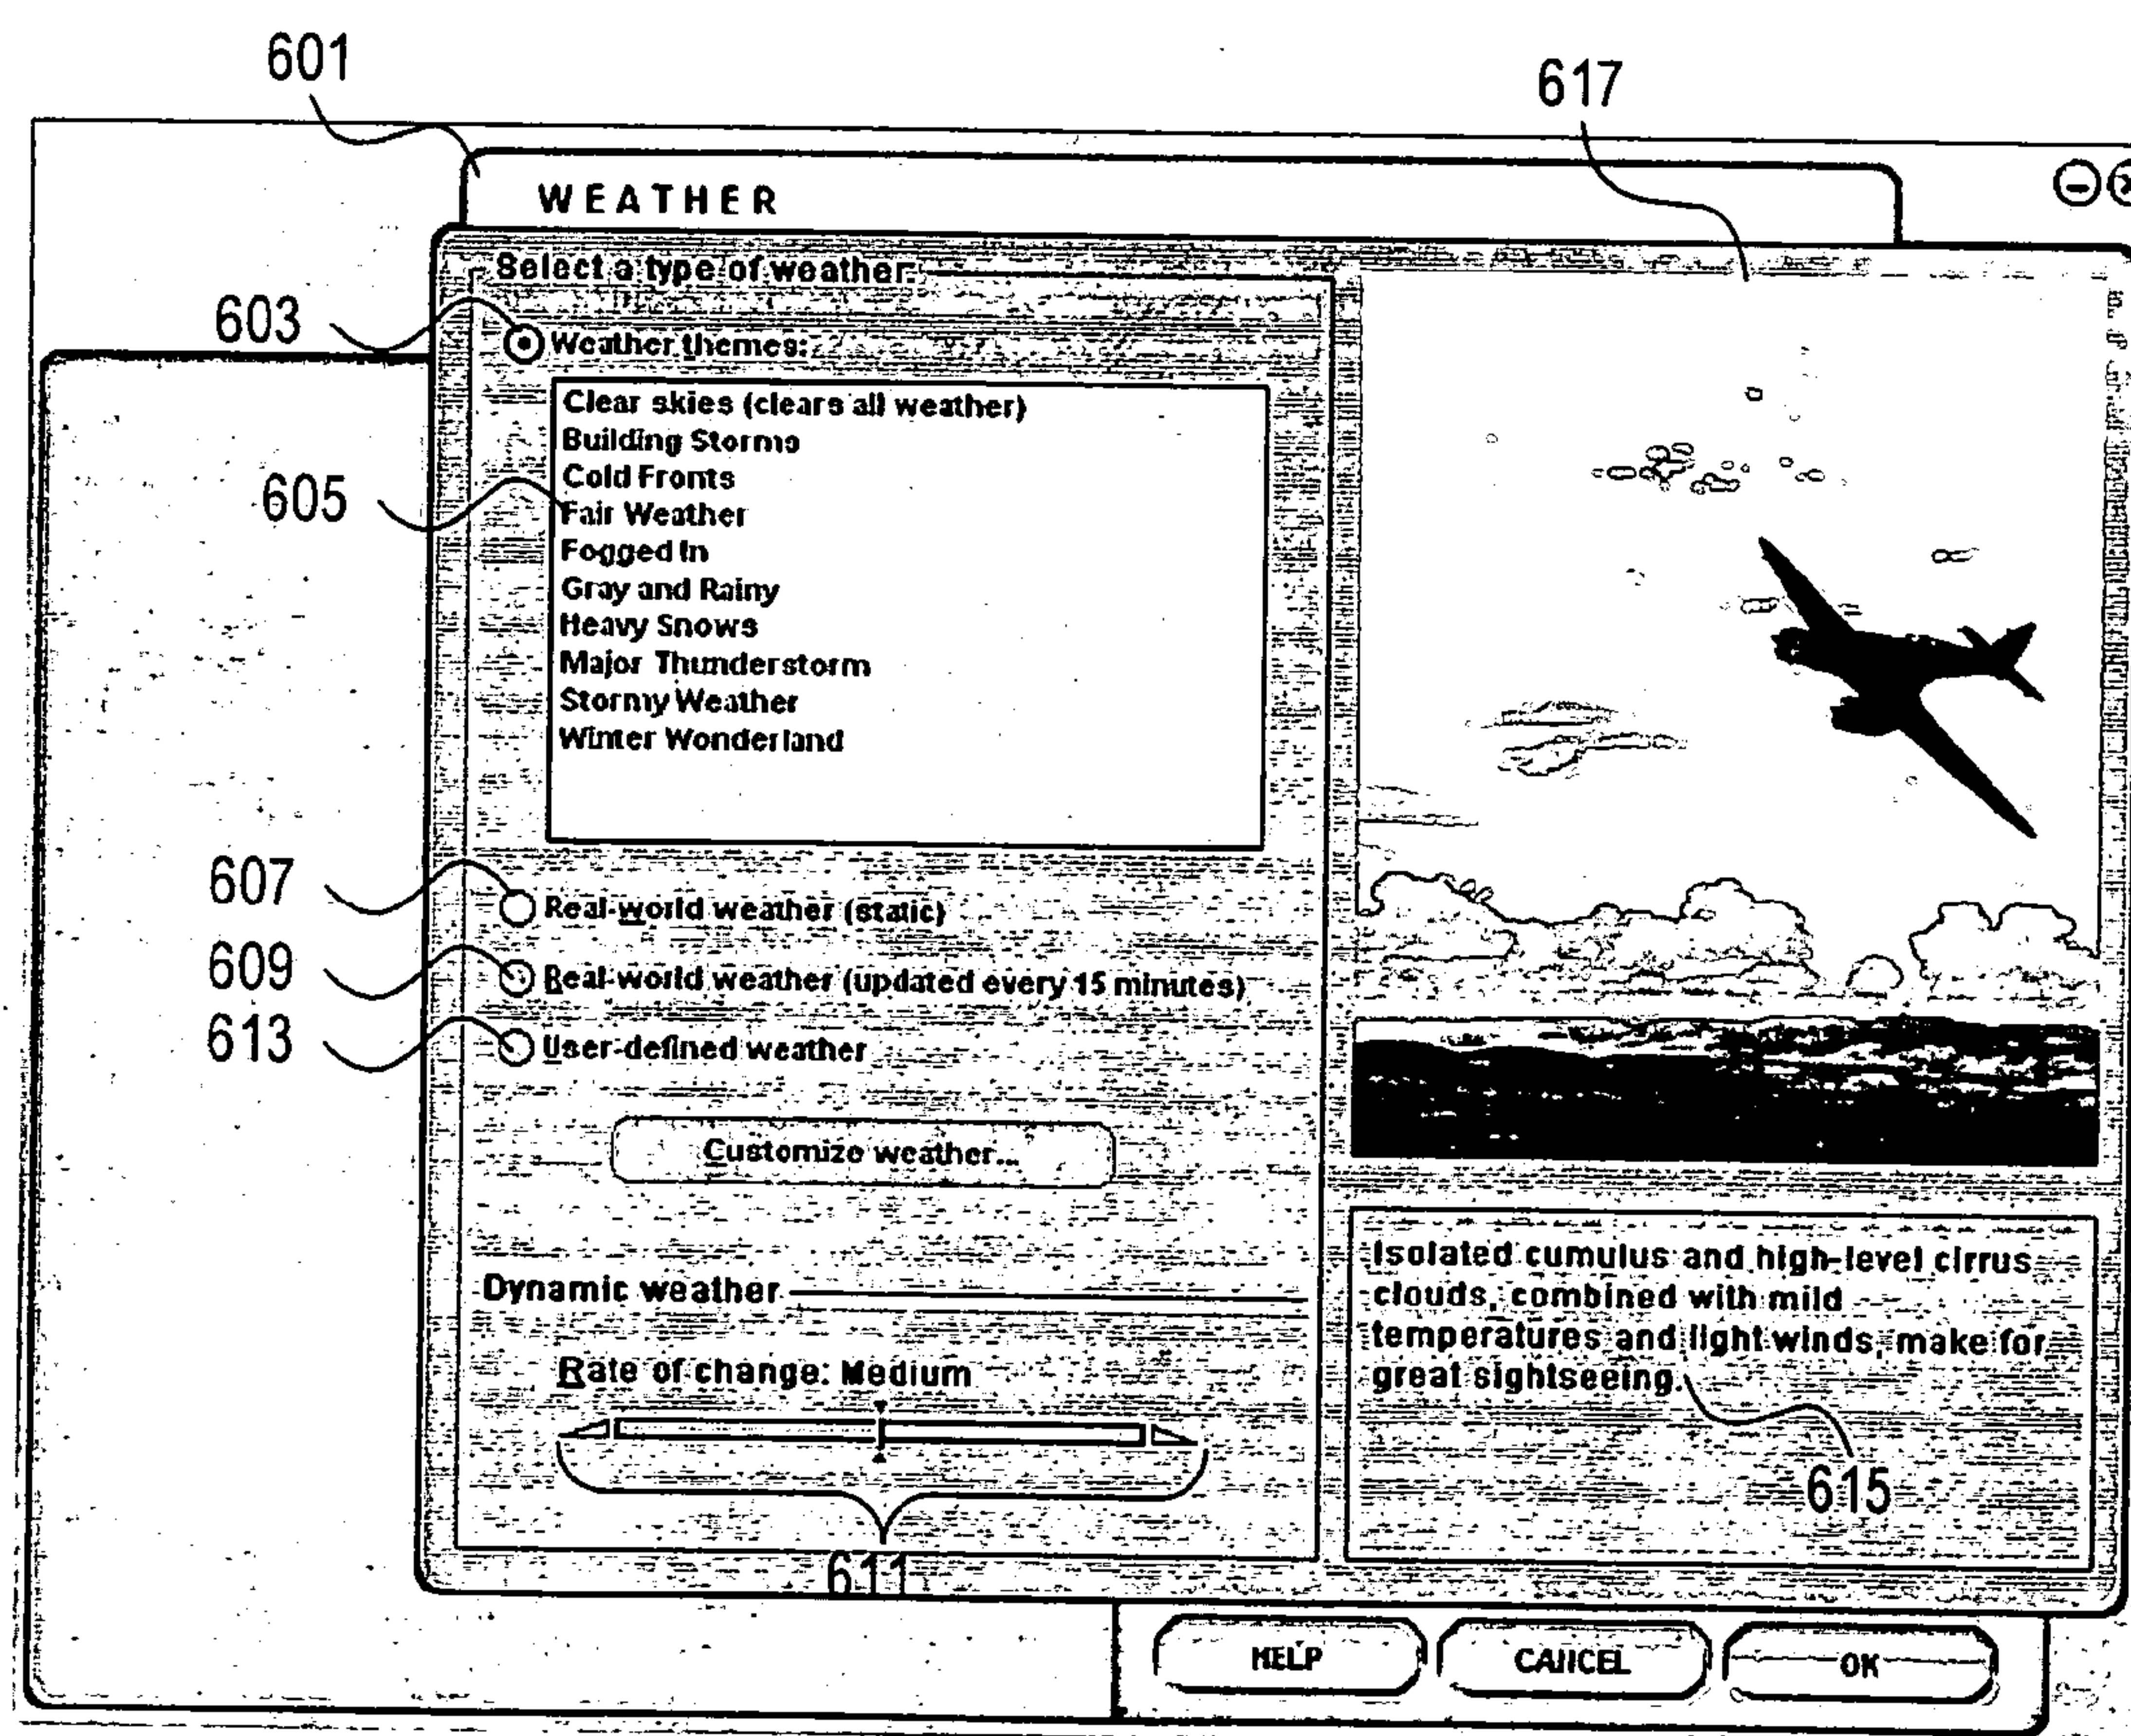 601
617
WEATHER
Select a type of weather:
603
Weather themes:
Clear skies (clears all weather)
Building Storms
Cold Fronts
605
Fair Weather
Fogged In
Gray and Rainy
Heavy Snows
Major Thunderstorm
Stormy Weather
Winter Wonderland
607
Real-world weather (static)
609
Real-world weather (updated every 15 minutes)
613
User-defined weather
Customize weather...
Dynamic weather
Rate of change: Medium
611
Isolated cumulus and high-level cirrus
clouds, combined with mild
temperatures and light winds, make for
great sightseeing.
615
HELP
CANCEL
OK